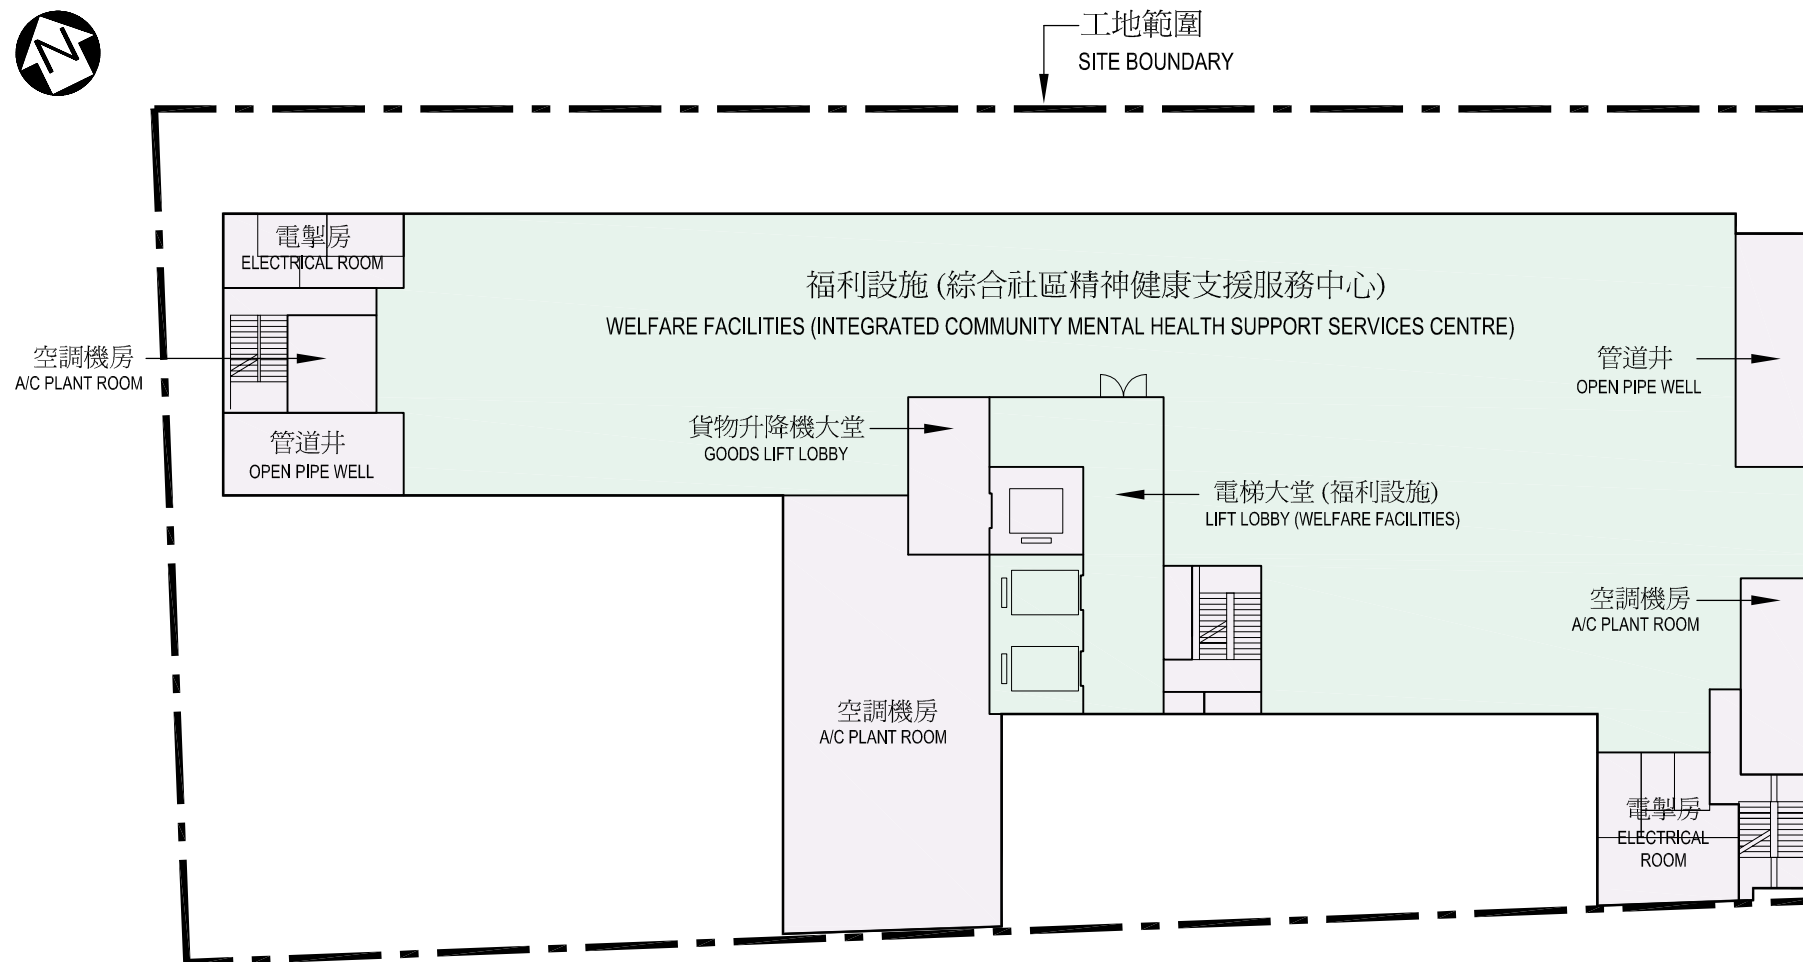 N
工地範圍
SITE BOUNDARY
電掣房
ELECTRICAL ROOM
福利設施 (綜合社區精神健康支援服務中心)
WELFARE FACILITIES (INTEGRATED COMMUNITY MENTAL HEALTH SUPPORT SERVICES CENTRE)
空調機房
A/C PLANT ROOM
管道井
OPEN PIPE WELL
貨物升降機大堂
GOODS LIFT LOBBY
管道井
OPEN PIPE WELL
電梯大堂 (福利設施)
LIFT LOBBY (WELFARE FACILITIES)
空調機房
A/C PLANT ROOM
空調機房
A/C PLANT ROOM
電掣房
ELECTRICAL
ROOM